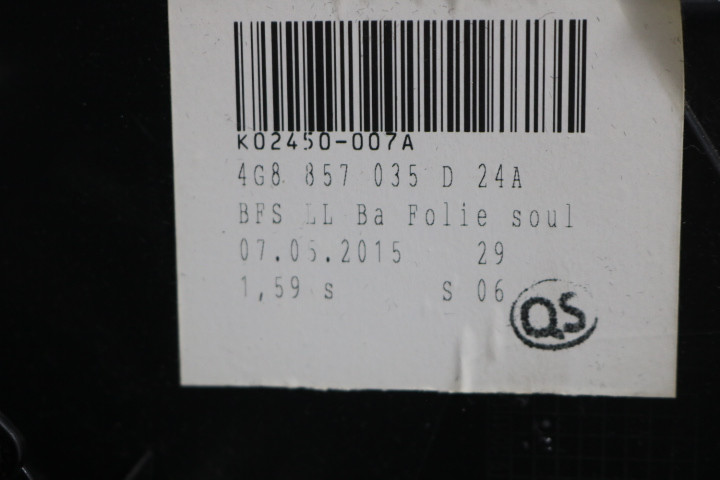 K02450-007A
4G8 857 035 D 24A
BFS LL Ba Folie soul
07.05.2015 29
1,59 s S 06
QS